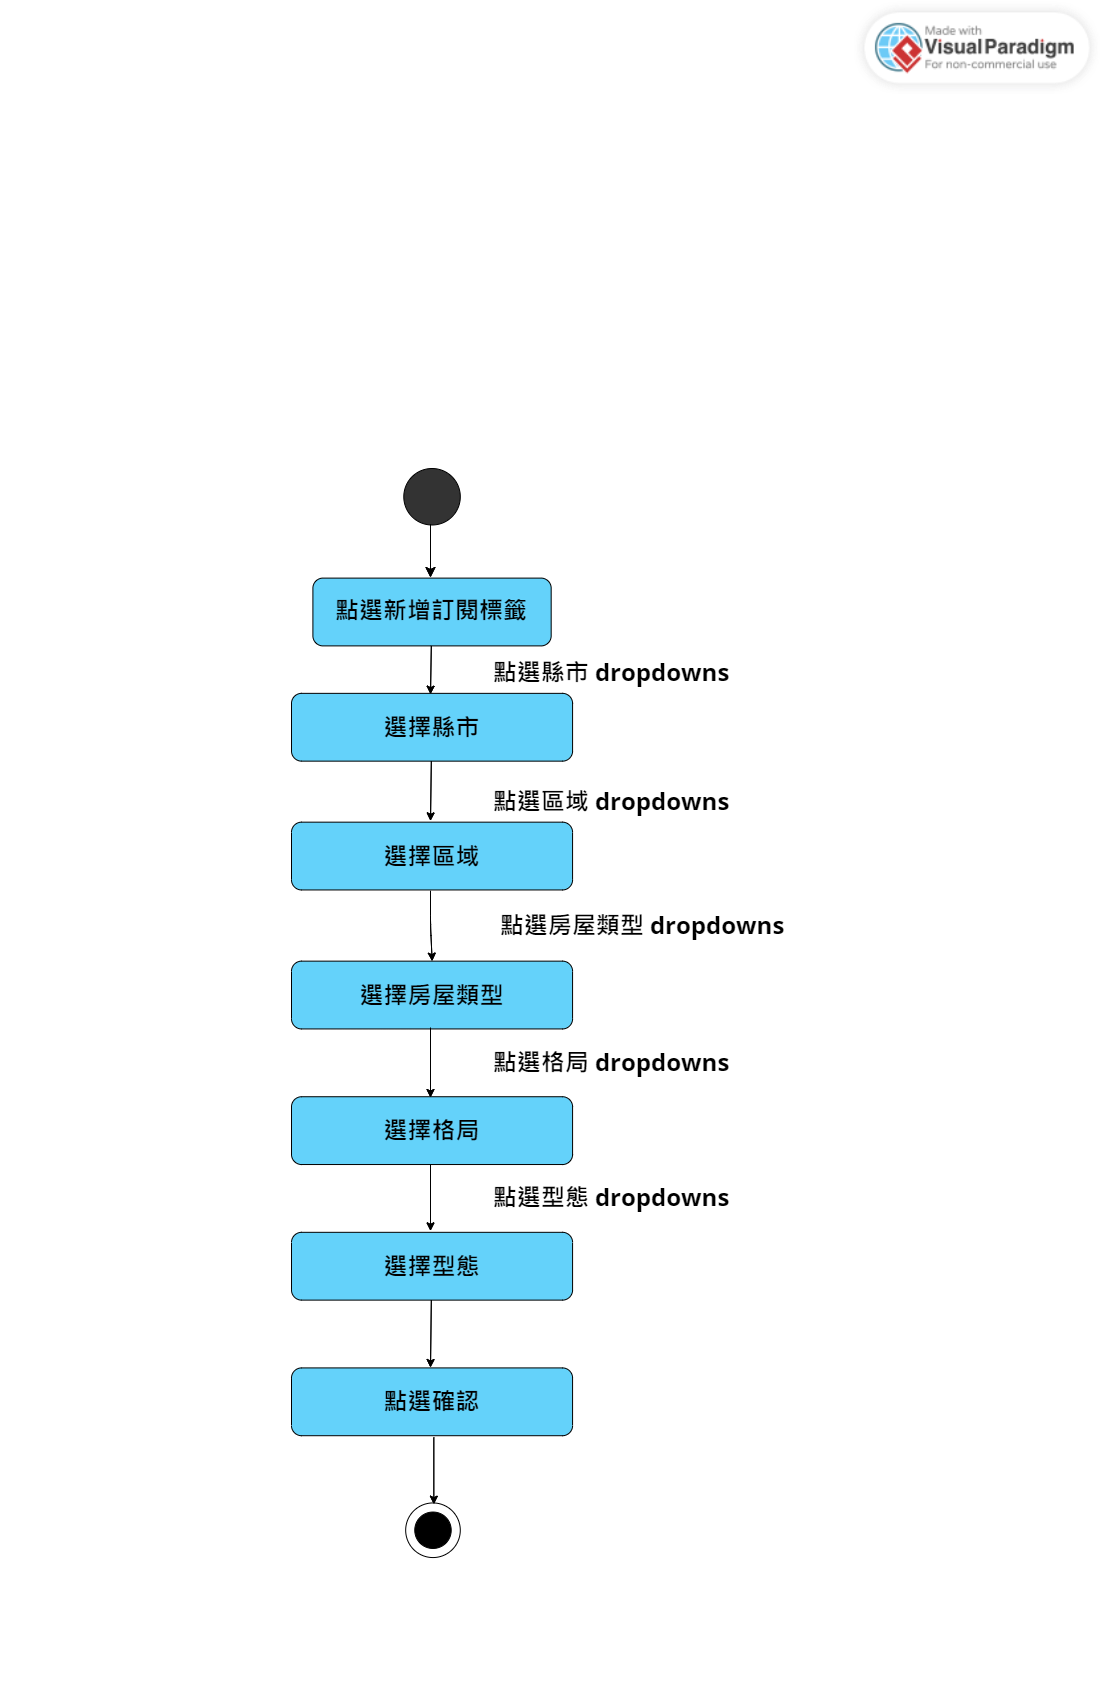 Made with
Visual Paradigm
For non-commercial use
點選新增訂閱標籤
點選縣市 dropdowns
選擇縣市
點選區域 dropdowns
選擇區域
點選房屋類型 dropdowns
選擇房屋類型
點選格局 dropdowns
選擇格局
點選型態 dropdowns
選擇型態
點選確認